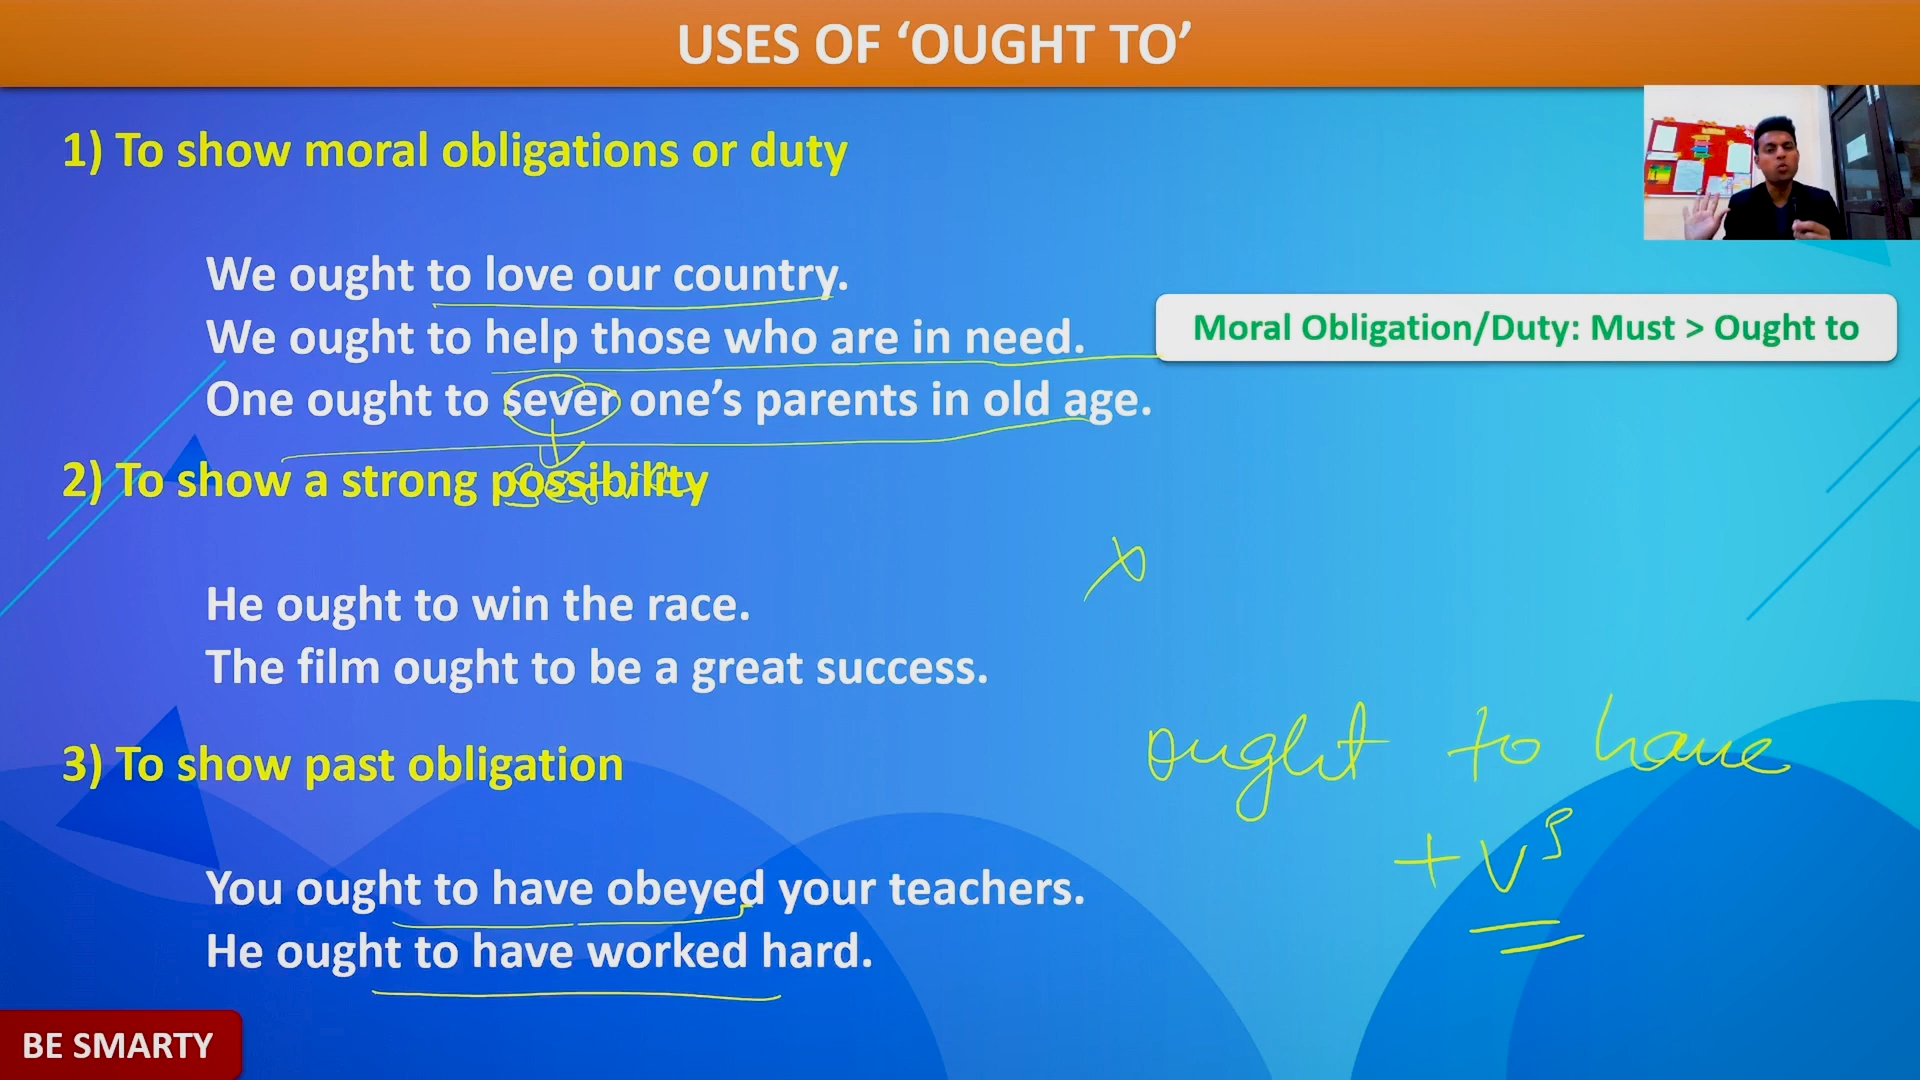 USES OF ‘OUGHT TO’
1) To show moral obligations or duty
We ought to love our country.
We ought to help those who are in need.
Moral Obligation/Duty: Must > Ought to
One ought to sever one’s parents in old age.
serve
2) To show a strong possibility
He ought to win the race.
The film ought to be a great success.
3) To show past obligation
ought to have
+ V3
You ought to have obeyed your teachers.
He ought to have worked hard.
BE SMARTY